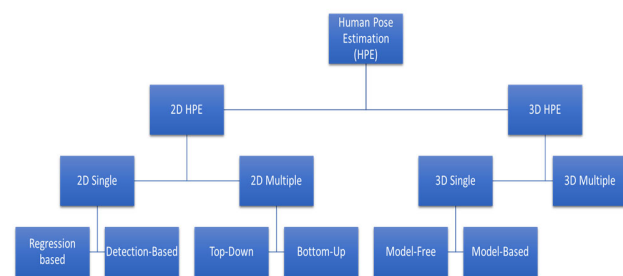 Human Pose
Estimation
(HPE)
2D HPE
3D HPE
2D Single
2D Multiple
3D Single
3D Multiple
Regression
based
Detection-Based
Top-Down
Bottom-Up
Model-Free
Model-Based